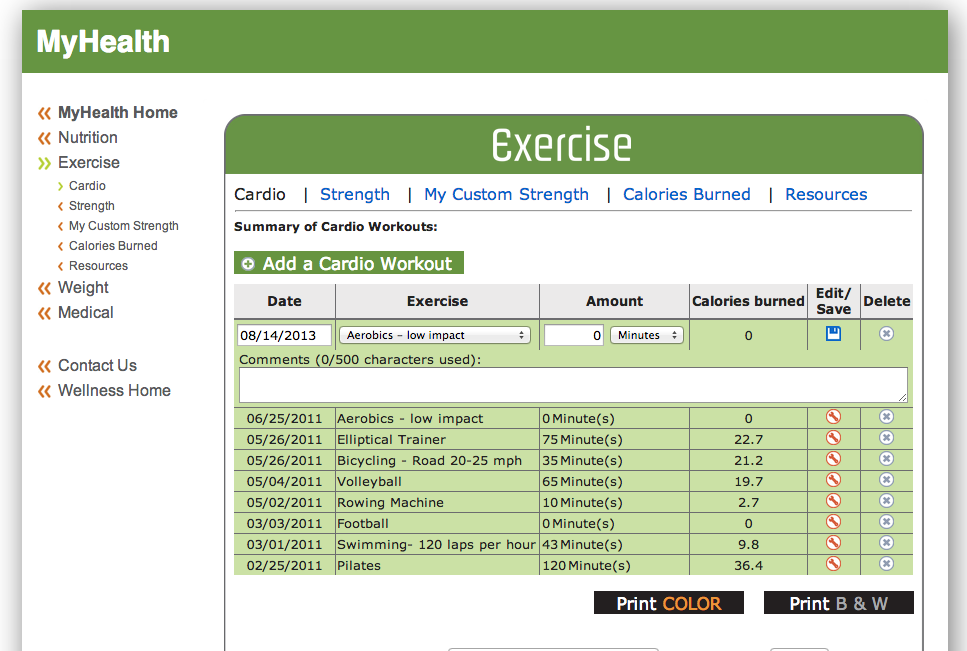 MyHealth
MyHealth Home
Nutrition
Exercise
Cardio
Strength
My Custom Strength
Calories Burned
Resources
Weight
Medical
Contact Us
Wellness Home
Exercise
Cardio | Strength | My Custom Strength | Calories Burned | Resources
Summary of Cardio Workouts:
Add a Cardio Workout
Date Exercise Amount Calories burned Edit/ Save Delete
08/14/2013 Aerobics - low impact 0 Minutes 0
Comments (0/500 characters used):
06/25/2011 Aerobics - low impact 0 Minute(s) 0
05/26/2011 Elliptical Trainer 75 Minute(s) 22.7
05/26/2011 Bicycling - Road 20-25 mph 35 Minute(s) 21.2
05/04/2011 Volleyball 65 Minute(s) 19.7
05/02/2011 Rowing Machine 10 Minute(s) 2.7
03/03/2011 Football 0 Minute(s) 0
03/01/2011 Swimming- 120 laps per hour 43 Minute(s) 9.8
02/25/2011 Pilates 120 Minute(s) 36.4
Print COLOR Print B & W